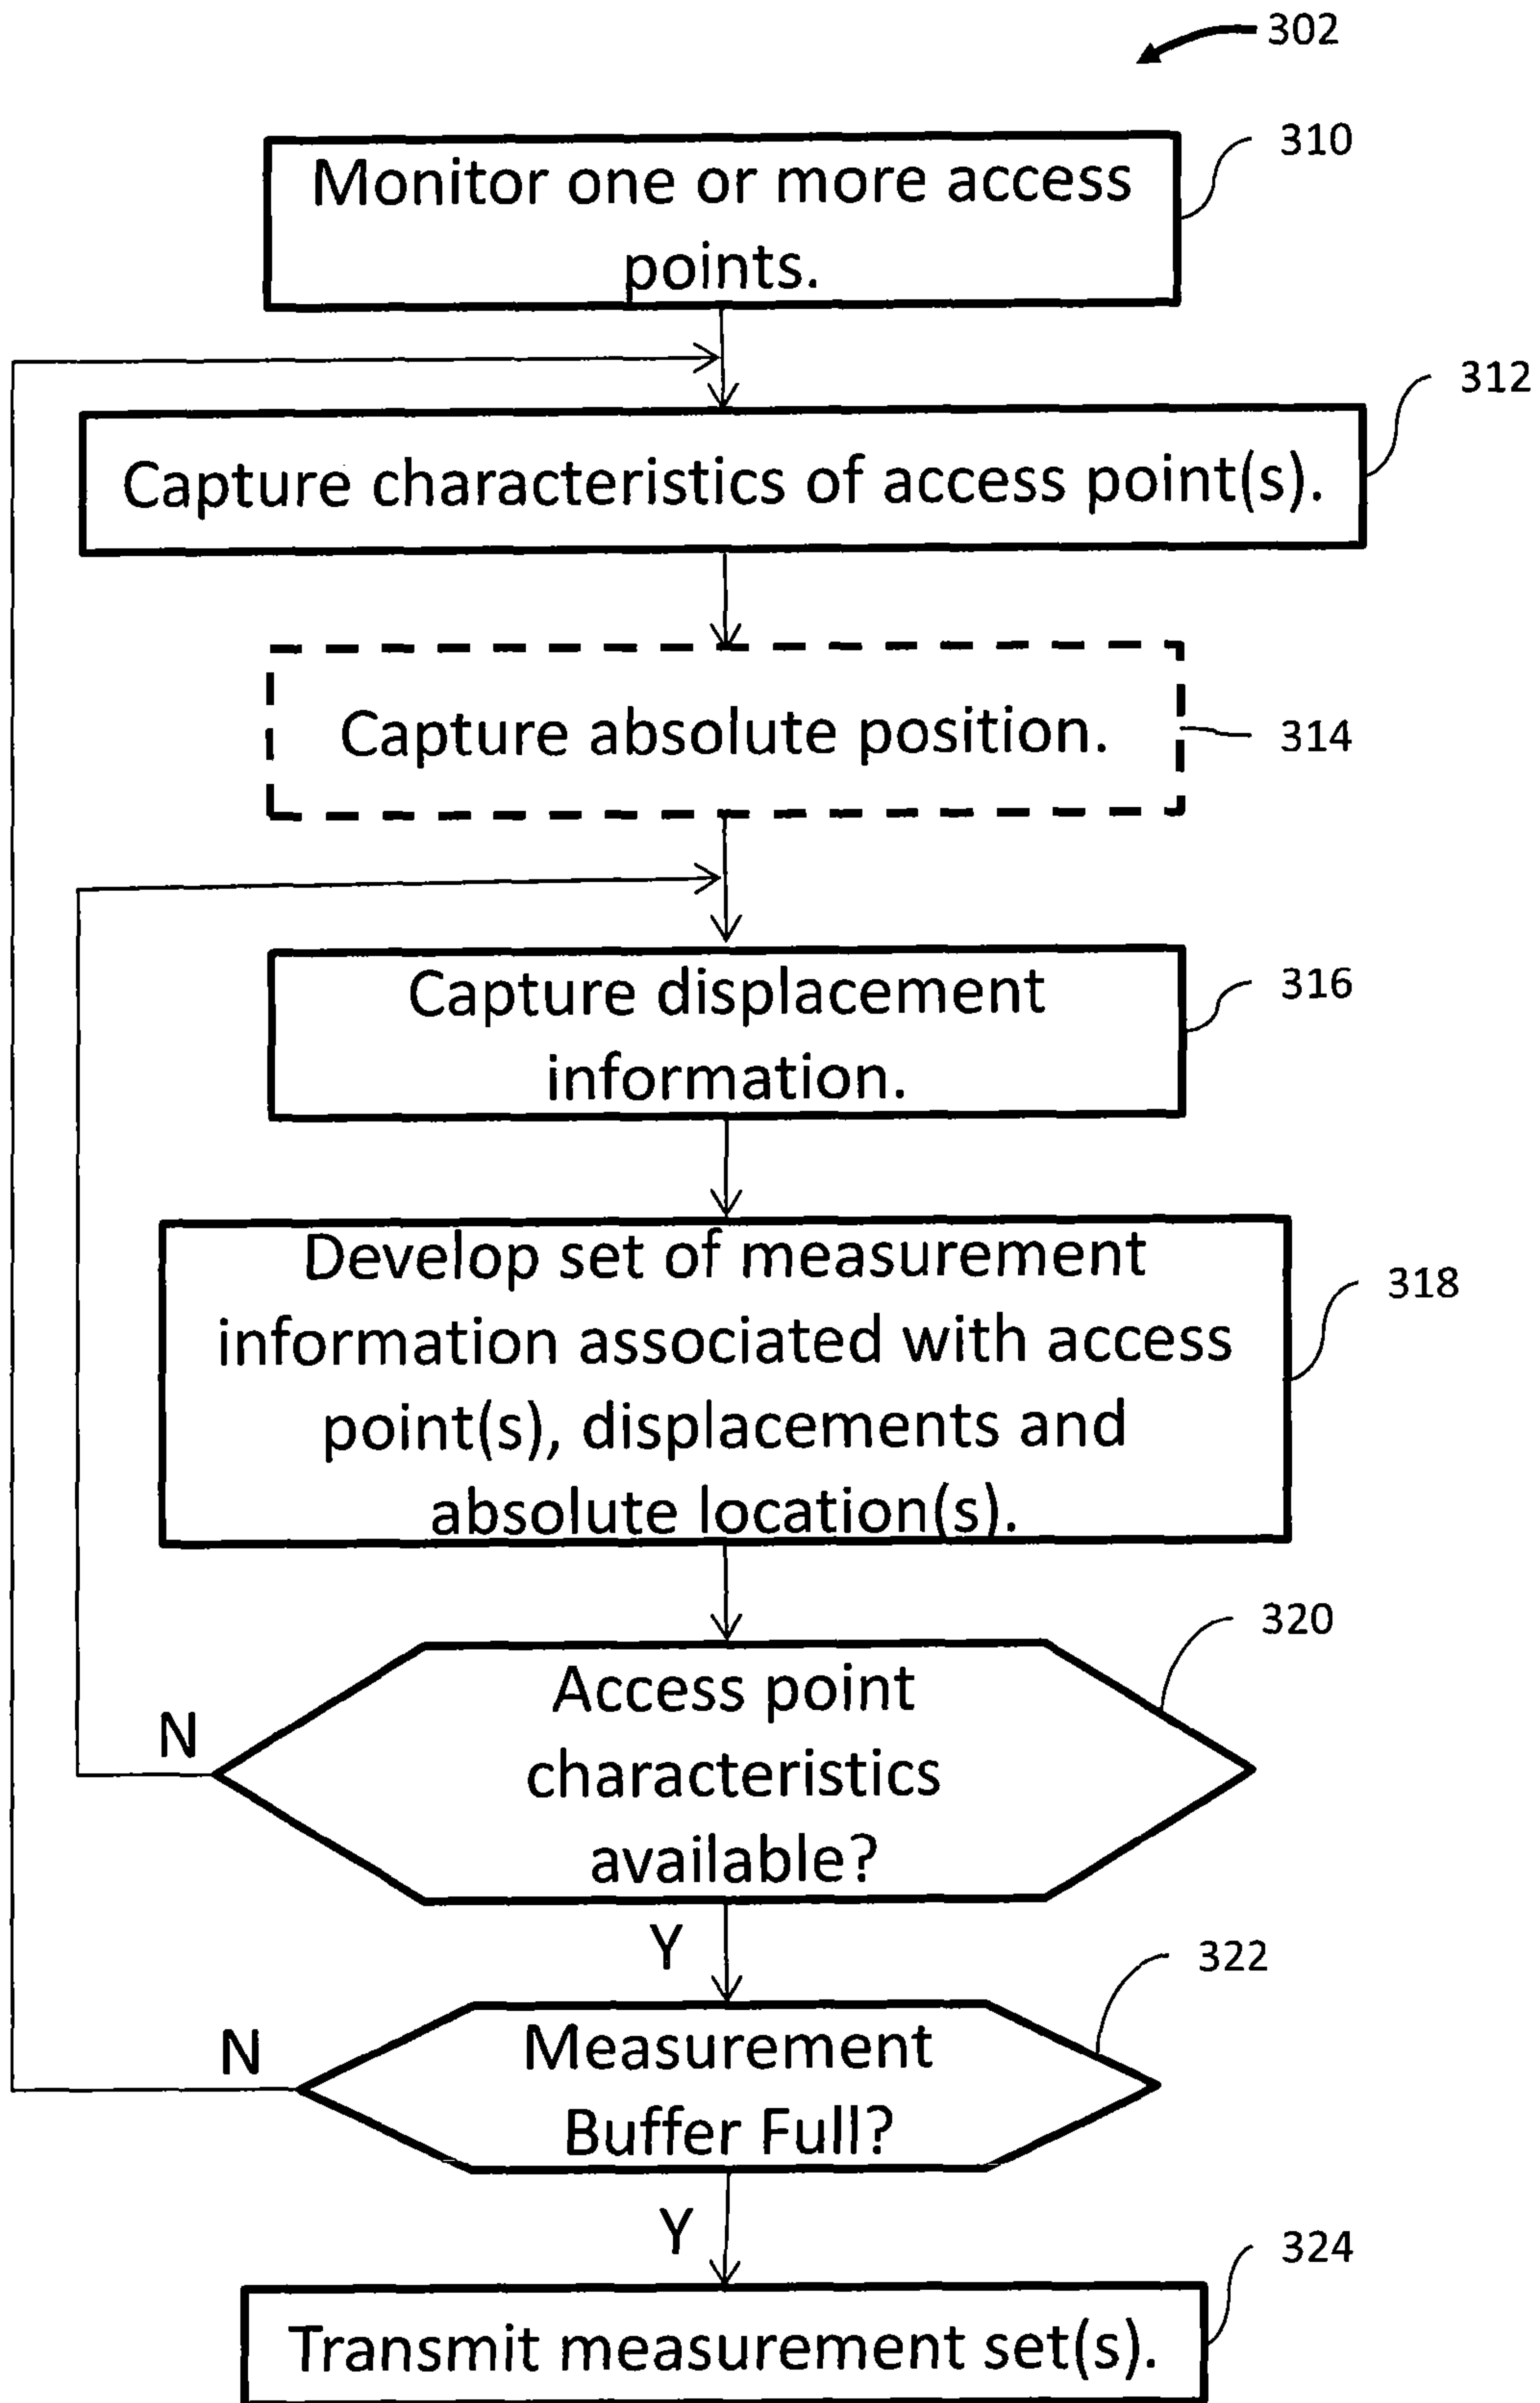 302
310
Monitor one or more access
points.
312
Capture characteristics of access point(s).
Capture absolute position.
314
Capture displacement
316
information.
Develop set of measurement
318
information associated with access
point(s), displacements and
absolute location(s).
320
Access point
N
characteristics
available?
Y
322
N
Measurement
Buffer Full?
Y
324
Transmit measurement set(s).